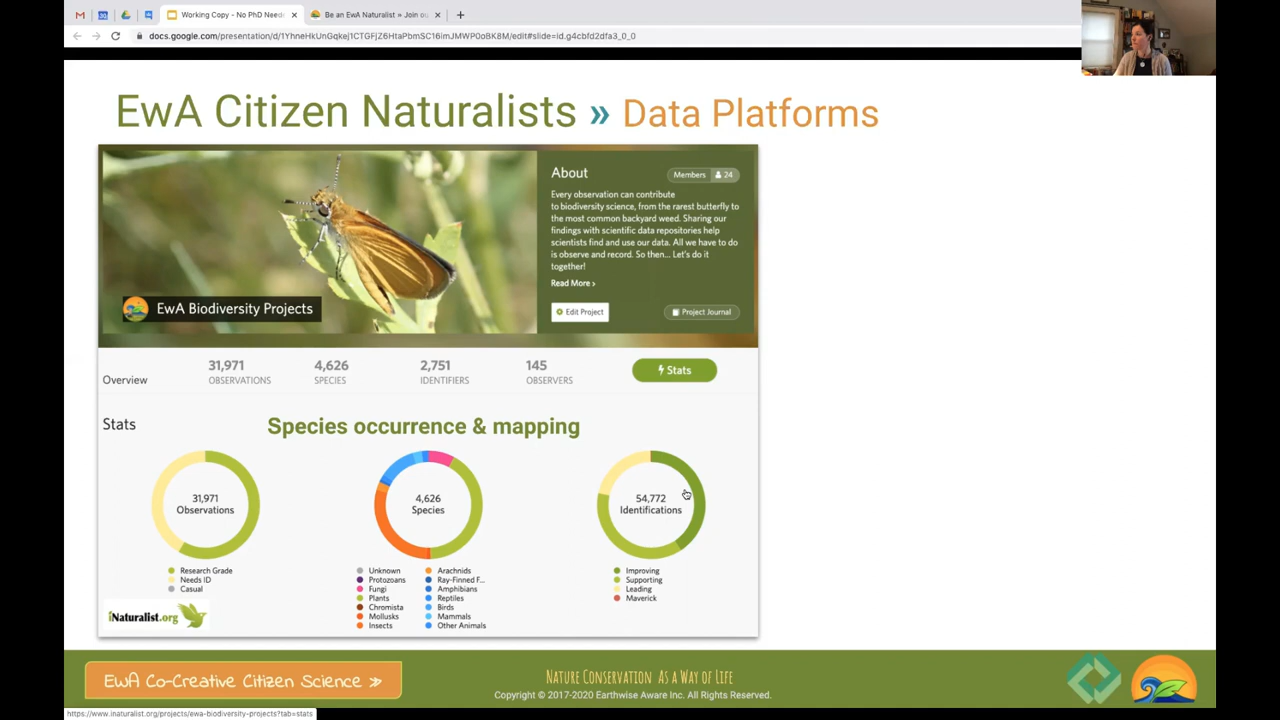 Working Copy - No PhD Nee
Be an EwA Naturalist » Join ou
docs.google.com/presentation/d/1YhneHkUnGqkej1CTGFjZ6HtaPbmSC16imJMWP0oBK8M/edit#slide=id.g4cbfd2dfa3_0_0
EwA Citizen Naturalists » Data Platforms
About
Members 24
Every observation can contribute
to biodiversity science, from the rarest butterfly to
the most common backyard weed. Sharing our
findings with scientific data repositories help
scientists find and use our data. All we have to do
is observe and record. So then... Let's do it
together!
Read More ›
EwA Biodiversity Projects
Edit Project
Project Journal
Overview
31,971
OBSERVATIONS
4,626
SPECIES
2,751
IDENTIFIERS
145
OBSERVERS
Stats
Stats
Species occurrence & mapping
31,971
Observations
4,626
Species
54,772
Identifications
Research Grade
Needs ID
Casual
Unknown
Protozoans
Fungi
Plants
Chromista
Mollusks
Insects
Arachnids
Ray-Finned F...
Amphibians
Reptiles
Birds
Mammals
Other Animals
Improving
Supporting
Leading
Maverick
iNaturalist.org
EwA Co-Creative Citizen Science »
Nature Conservation As a Way of Life
Copyright © 2017-2020 Earthwise Aware Inc. All Rights Reserved.
https://www.inaturalist.org/projects/ewa-biodiversity-projects?tab=stats